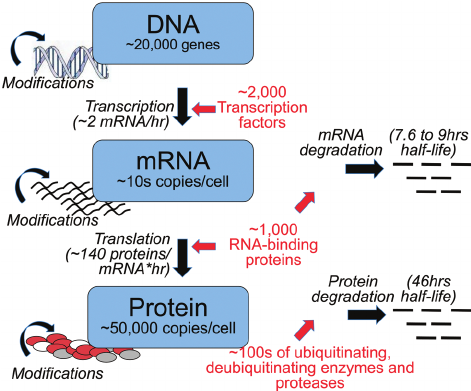 DNA
~20,000 genes
Modifications
Transcription
(~2 mRNA/hr)
~2,000
Transcription
factors
mRNA
~10s copies/cell
Modifications
mRNA
degradation
(7.6 to 9hrs
half-life)
Translation
(~140 proteins/
mRNA*hr)
~1,000
RNA-binding
proteins
Protein
~50,000 copies/cell
Modifications
Protein
degradation
(46hrs
half-life)
~100s of ubiquitinating,
deubiquitinating enzymes and
proteases